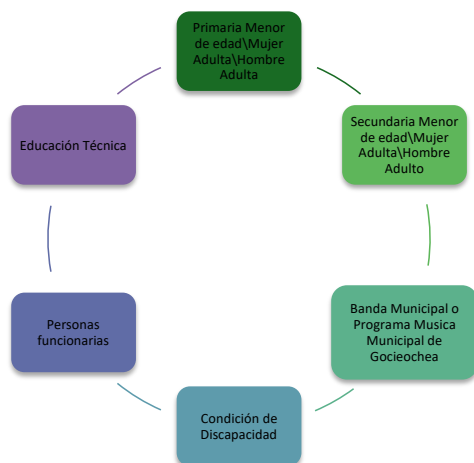 Primaria Menor
de edad\Mujer
Adulta\Hombre
Adulta
Secundaria Menor
de edad\Mujer
Adulta\Hombre
Adulto
Banda Municipal o
Programa Musica
Municipal de
Gocieochea
Condición de
Discapacidad
Personas
funcionarias
Educación Técnica